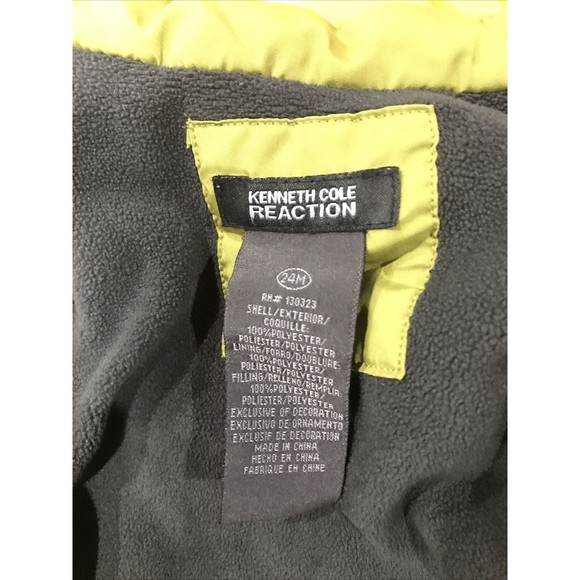 KENNETH COLE
REACTION
24M
RN# 130323
SHELL/EXTERIOR/
COQUILLE:
100%POLYESTER/
POLIESTER/POLYESTER
LINING/FORRO/DOUBLURE:
100%POLYESTER/
POLIESTER/POLYESTER
FILLING/RELLENO/REMPLIR:
100%POLYESTER/
POLIESTER/POLYESTER
EXCLUSIVE OF DECORATION
EXCLUSIVO DE ORNAMENTO
EXCLUSIF DE DECORATION
MADE IN CHINA
HECHO EN CHINA
FABRIQUE EN CHINE